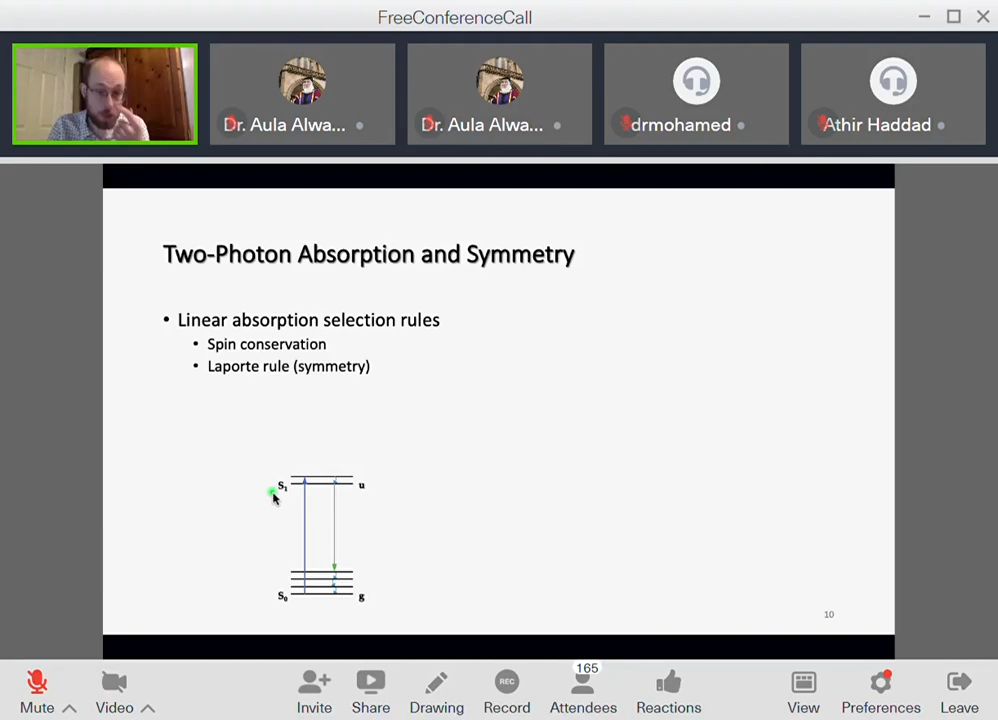 FreeConferenceCall
Dr. Aula Alwa...
Dr. Aula Alwa...
drmohamed
Athir Haddad
Two-Photon Absorption and Symmetry
• Linear absorption selection rules
• Spin conservation
• Laporte rule (symmetry)
S₁ u
S₀ g
10
165
REC
Mute
Video
Invite
Share
Drawing
Record
Attendees
Reactions
View
Preferences
Leave